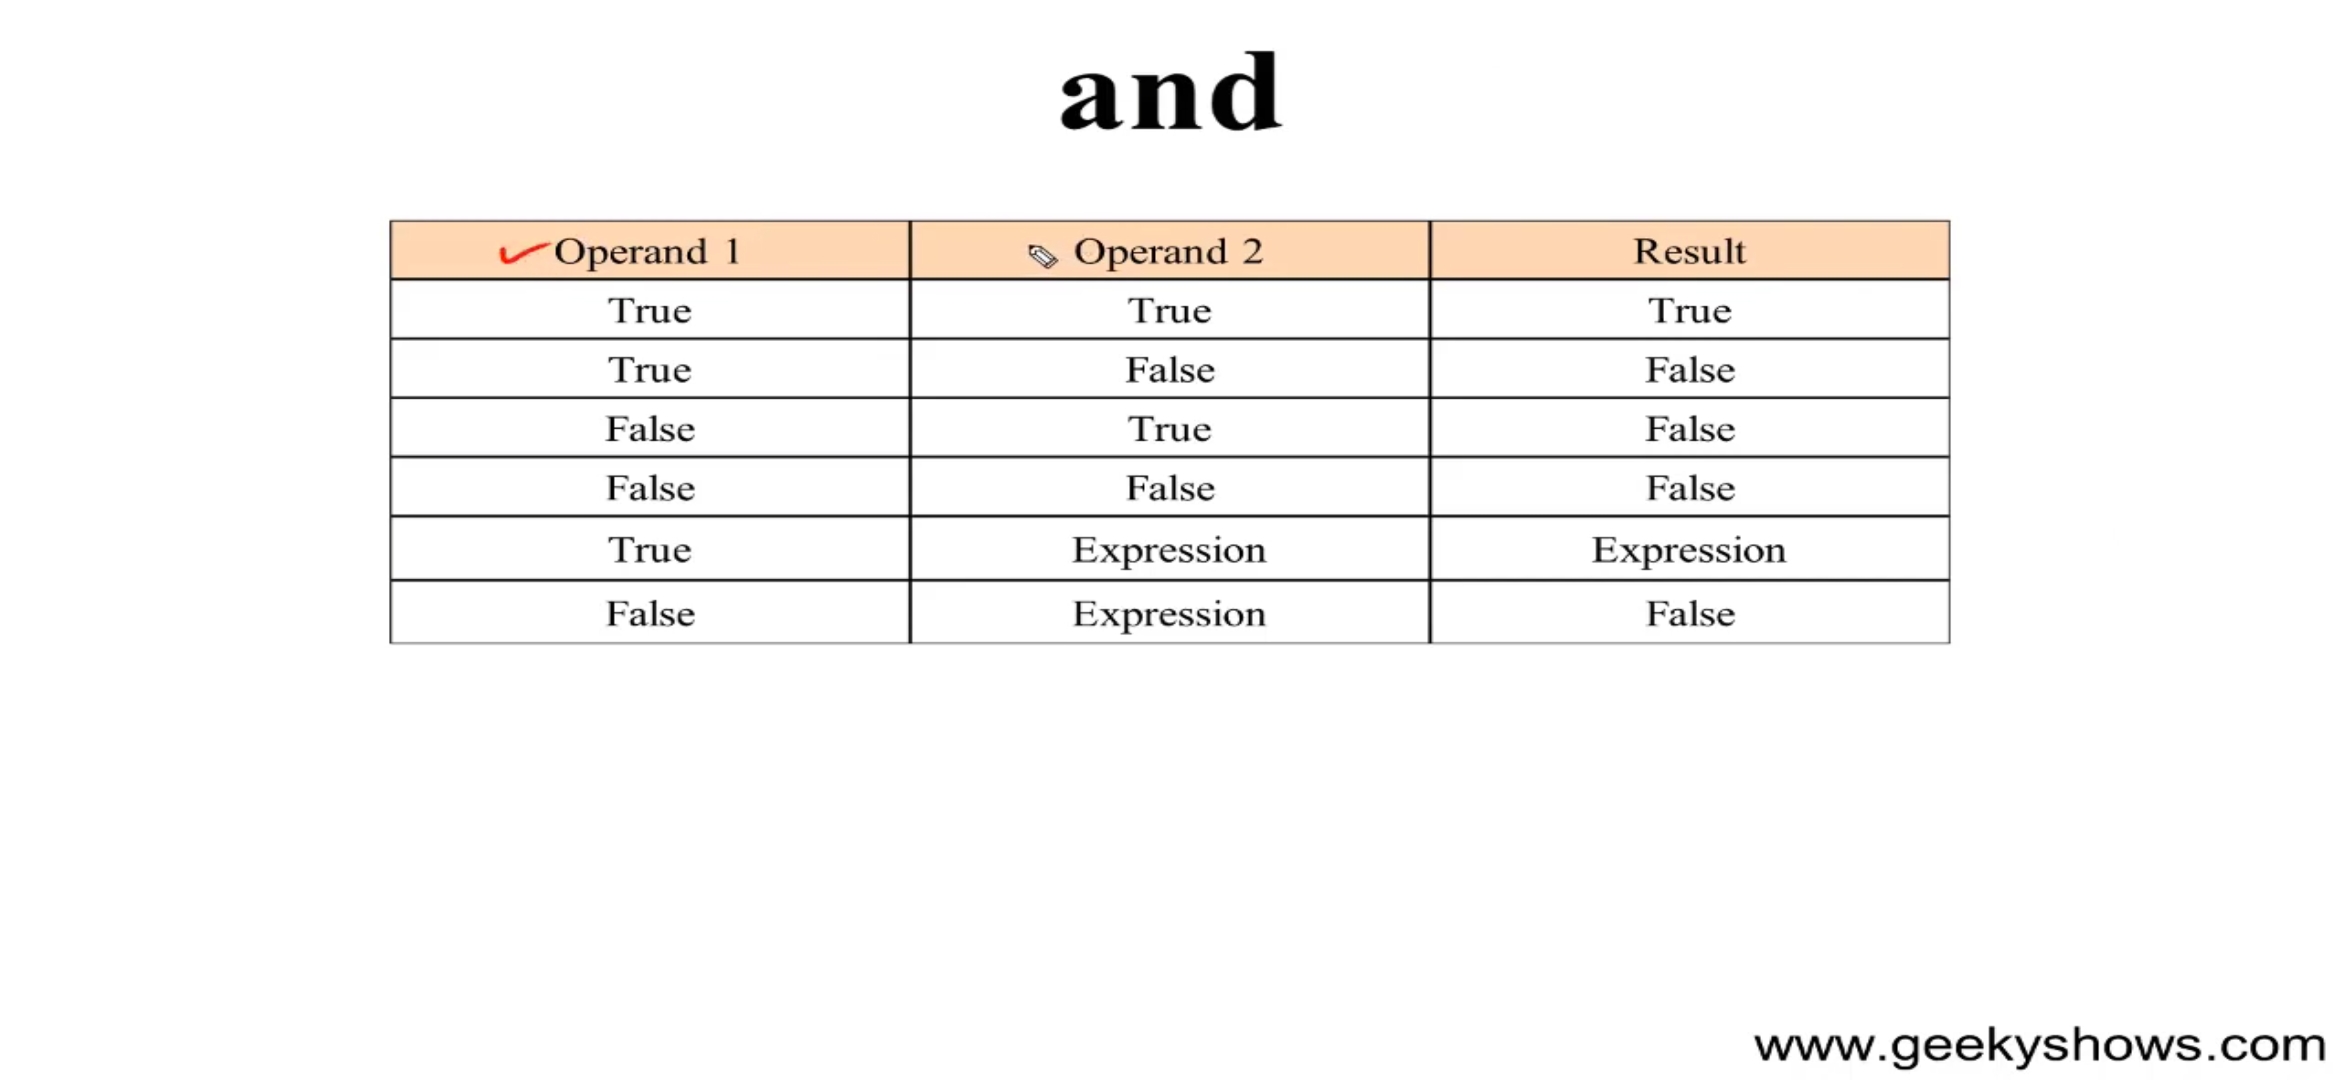 and
Operand 1 Operand 2 Result
True True True
True False False
False True False
False False False
True Expression Expression
False Expression False
www.geekyshows.com